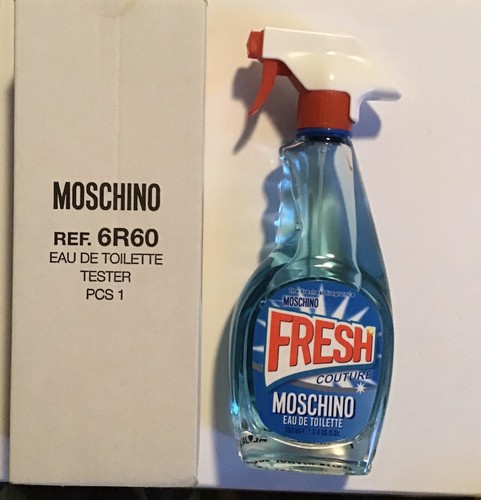 MOSCHINO
REF. 6R60
EAU DE TOILETTE
TESTER
PCS 1
MOSCHINO
FRESH
COUTURE
MOSCHINO
EAU DE TOILETTE